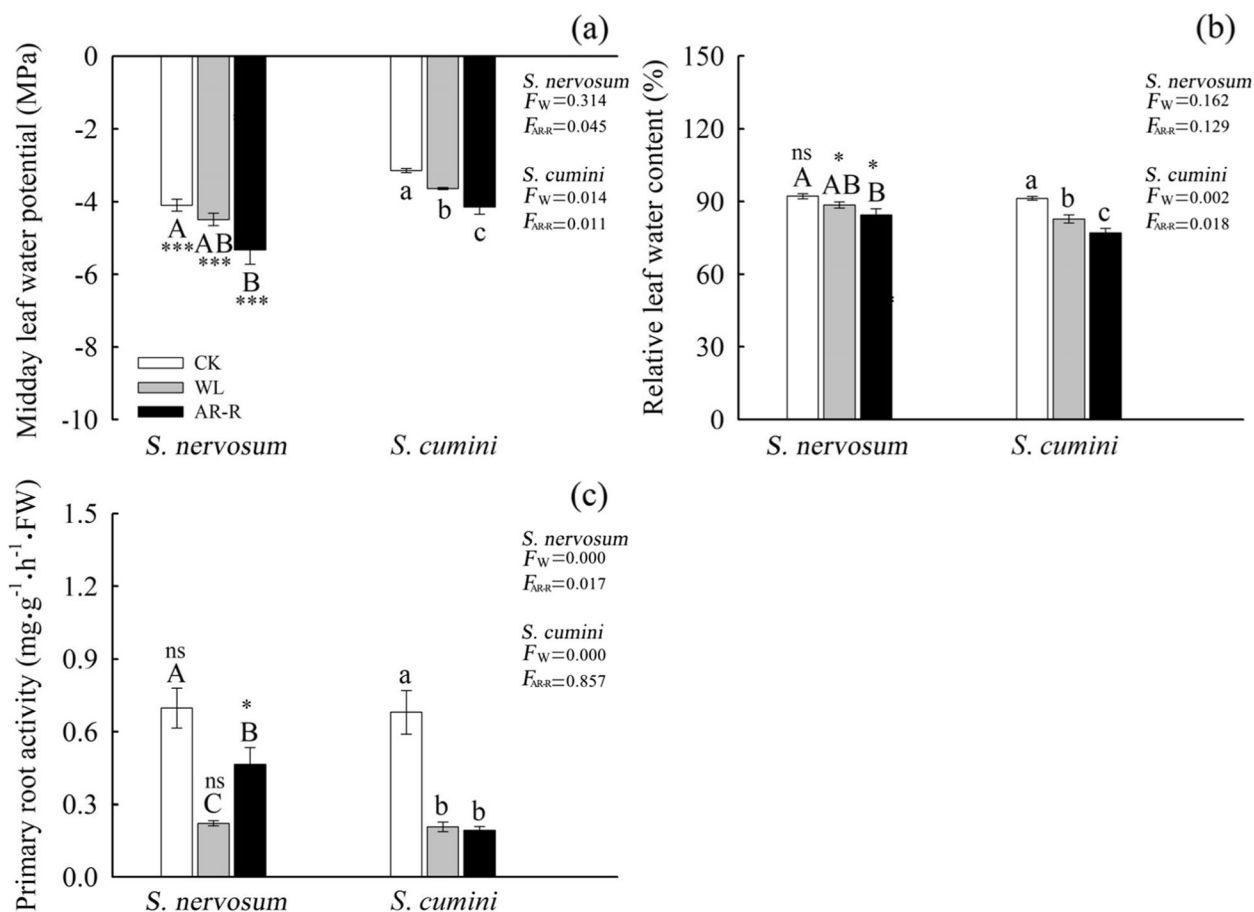 (a)
Midday leaf water potential (MPa)
0
-2
-4
-6
-8
-10
A
***
AB
***
B
***
a
b
c
S. nervosum
FW=0.314
FAR-R=0.045
S. cumini
FW=0.014
FAR-R=0.011
CK
WL
AR-R
S. nervosum
S. cumini
(b)
Relative leaf water content (%)
150
120
90
60
30
0
ns
A
*
AB
*
B
a
b
c
S. nervosum
FW=0.162
FAR-R=0.129
S. cumini
FW=0.002
FAR-R=0.018
S. nervosum
S. cumini
(c)
Primary root activity (mg·g⁻¹·h⁻¹·FW)
1.5
1.2
0.9
0.6
0.3
0.0
ns
A
ns
C
*
B
a
b
b
S. nervosum
FW=0.000
FAR-R=0.017
S. cumini
FW=0.000
FAR-R=0.857
S. nervosum
S. cumini